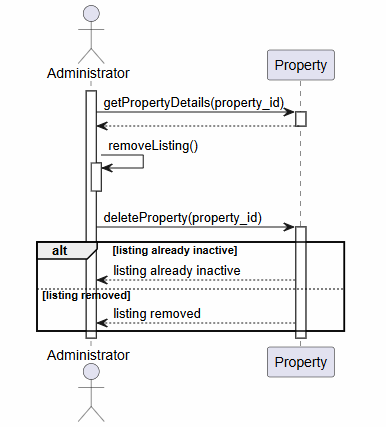 Administrator
Property
getPropertyDetails(property_id)
removeListing()
deleteProperty(property_id)
alt [listing already inactive]
listing already inactive
[listing removed]
listing removed
Administrator
Property